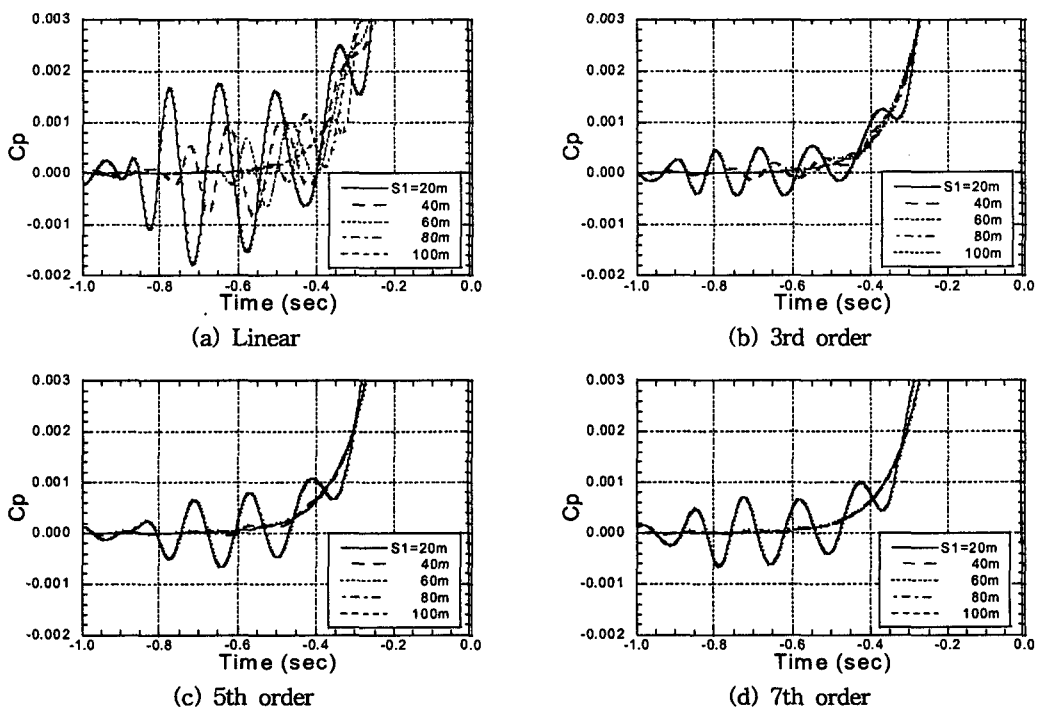 0.003
0.002
0.001
0.000
-0.001
-0.002
Cp
S1=20m
40m
60m
80m
100m
-1.0 -0.8 -0.6 -0.4 -0.2 0.0
Time (sec)
(a) Linear
0.003
0.002
0.001
0.000
-0.001
-0.002
Cp
S1=20m
40m
60m
80m
100m
-1.0 -0.8 -0.6 -0.4 -0.2 0.0
Time (sec)
(b) 3rd order
0.003
0.002
0.001
0.000
-0.001
-0.002
Cp
S1=20m
40m
60m
80m
100m
-1.0 -0.8 -0.6 -0.4 -0.2 0.0
Time (sec)
(c) 5th order
0.003
0.002
0.001
0.000
-0.001
-0.002
Cp
S1=20m
40m
60m
80m
100m
-1.0 -0.8 -0.6 -0.4 -0.2 0.0
Time (sec)
(d) 7th order